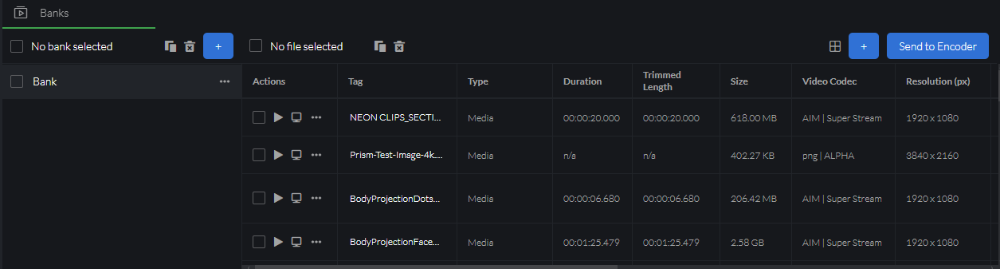 Banks
No bank selected
No file selected
Send to Encoder
Bank
Actions Tag Type Duration Trimmed Length Size Video Codec Resolution (px)
NEON CLIPS_SECTI... Media 00:00:20.000 00:00:20.000 618.00 MB AIM | Super Stream 1920 x 1080
Prism-Test-Image-4k.... Media n/a n/a 402.27 KB png | ALPHA 3840 x 2160
BodyProjectionDots... Media 00:00:06.680 00:00:06.680 206.42 MB AIM | Super Stream 1920 x 1080
BodyProjectionFace... Media 00:01:25.479 00:01:25.479 2.58 GB AIM | Super Stream 1920 x 1080